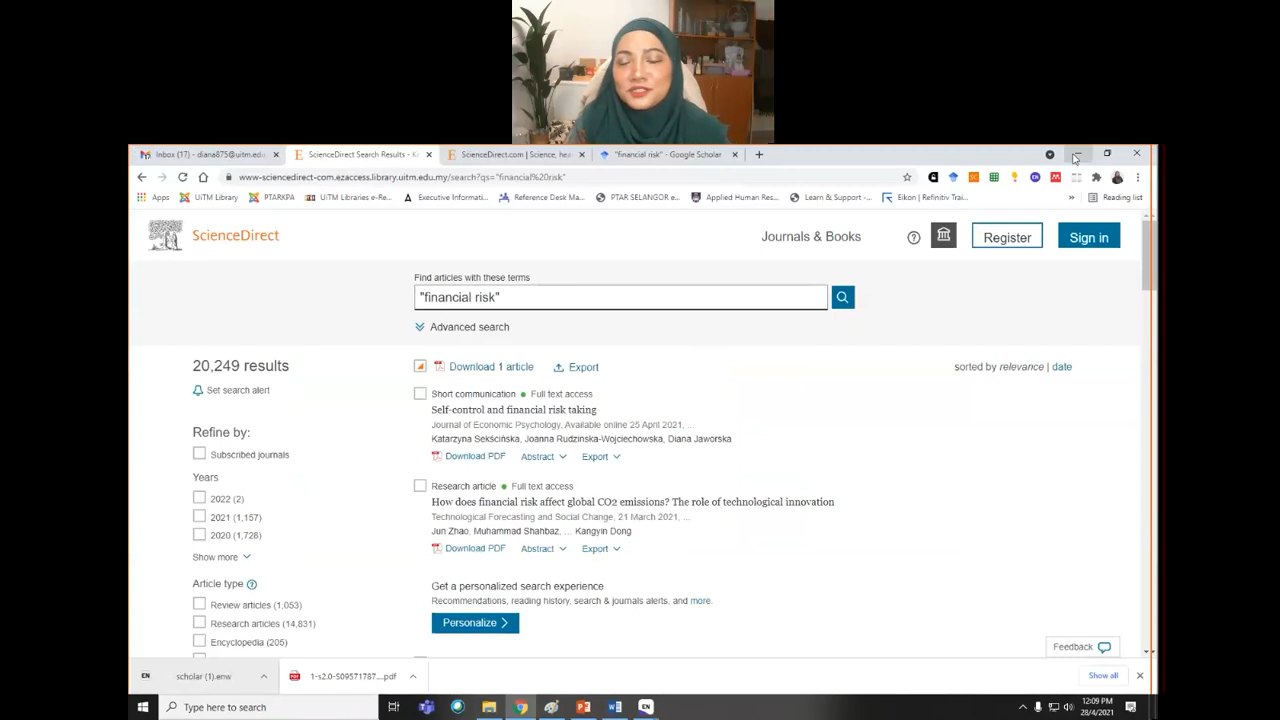 Inbox (17) - diana875@uitm.edu
ScienceDirect Search Results - Ke
ScienceDirect.com | Science, hea
"financial risk" - Google Scholar
www-sciencedirect-com.ezaccess.library.uitm.edu.my/search?qs="financial%20risk"
Apps
UiTM Library
PTARKPA
UiTM Libraries e-Re...
Executive Informati...
Reference Desk Ma...
PTAR SELANGOR e...
Applied Human Res...
Learn & Support -...
Eikon | Refinitiv Trai...
Reading list
ScienceDirect
Journals & Books
Register
Sign in
Find articles with these terms
"financial risk"
Advanced search
20,249 results
Download 1 article
Export
sorted by relevance | date
Set search alert
Short communication
Full text access
Self-control and financial risk taking
Journal of Economic Psychology, Available online 25 April 2021, ...
Katarzyna Sekścińska, Joanna Rudzinska-Wojciechowska, Diana Jaworska
Download PDF
Abstract
Export
Refine by:
Subscribed journals
Years
2022 (2)
2021 (1,157)
2020 (1,728)
Show more
Research article
Full text access
How does financial risk affect global CO2 emissions? The role of technological innovation
Technological Forecasting and Social Change, 21 March 2021, ...
Jun Zhao, Muhammad Shahbaz, ... Kangyin Dong
Download PDF
Abstract
Export
Article type
Review articles (1,053)
Research articles (14,831)
Encyclopedia (205)
Get a personalized search experience
Recommendations, reading history, search & journals alerts, and more.
Personalize
Feedback
EN
scholar (1).enw
1-s2.0-S09571787....pdf
Show all
Type here to search
EN
12:09 PM
28/4/2021